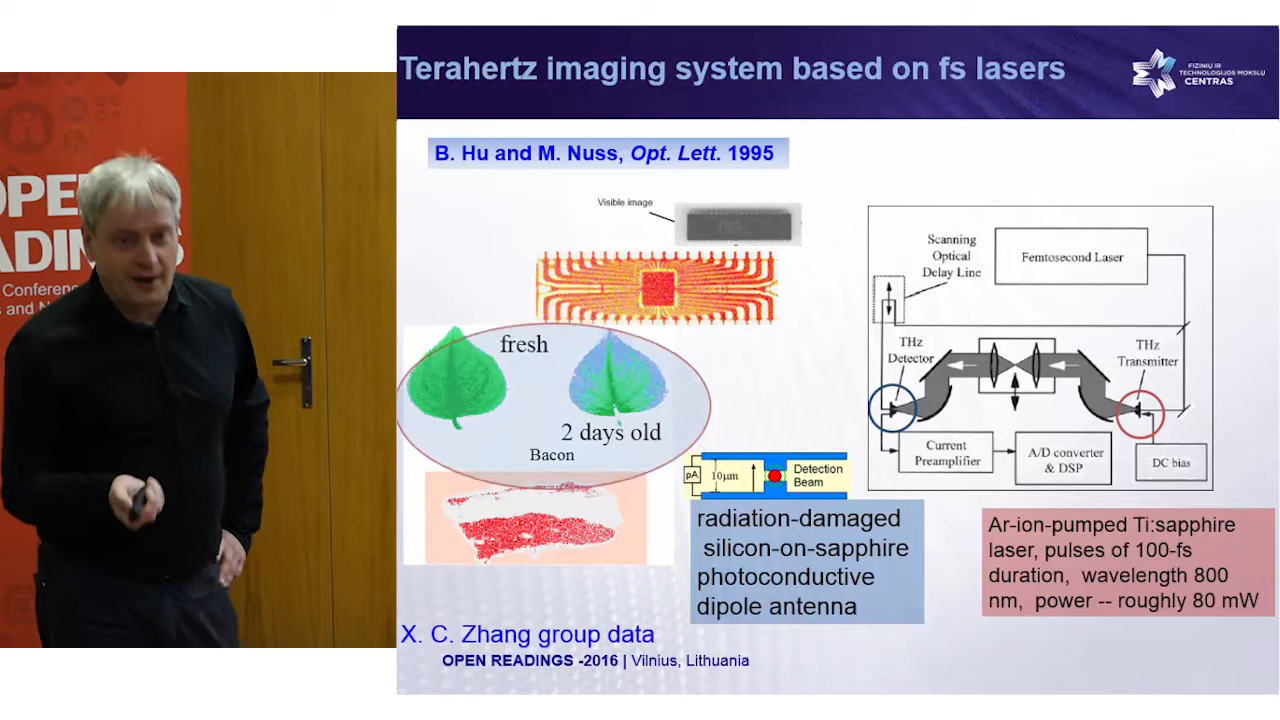 Terahertz imaging system based on fs lasers
FIZINIŲ IR
TECHNOLOGIJOS MOKSLŲ
CENTRAS
B. Hu and M. Nuss, Opt. Lett. 1995
Visible image
fresh
2 days old
Bacon
Scanning
Optical
Delay Line
Femtosecond Laser
THz
Detector
THz
Transmitter
Current
Preamplifier
A/D converter
& DSP
DC bias
pA
10μm
Detection
Beam
radiation-damaged
silicon-on-sapphire
photoconductive
dipole antenna
Ar-ion-pumped Ti:sapphire
laser, pulses of 100-fs
duration, wavelength 800
nm, power -- roughly 80 mW
X. C. Zhang group data
OPEN READINGS -2016 | Vilnius, Lithuania
OPE
ADIN
Confere
s and N